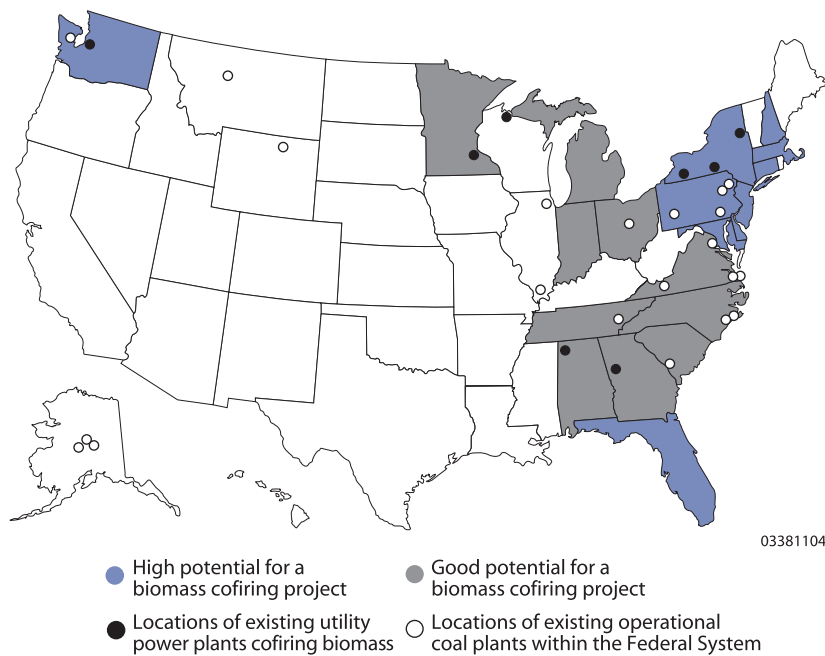 03381104
High potential for a
biomass cofiring project
Good potential for a
biomass cofiring project
Locations of existing utility
power plants cofiring biomass
Locations of existing operational
coal plants within the Federal System